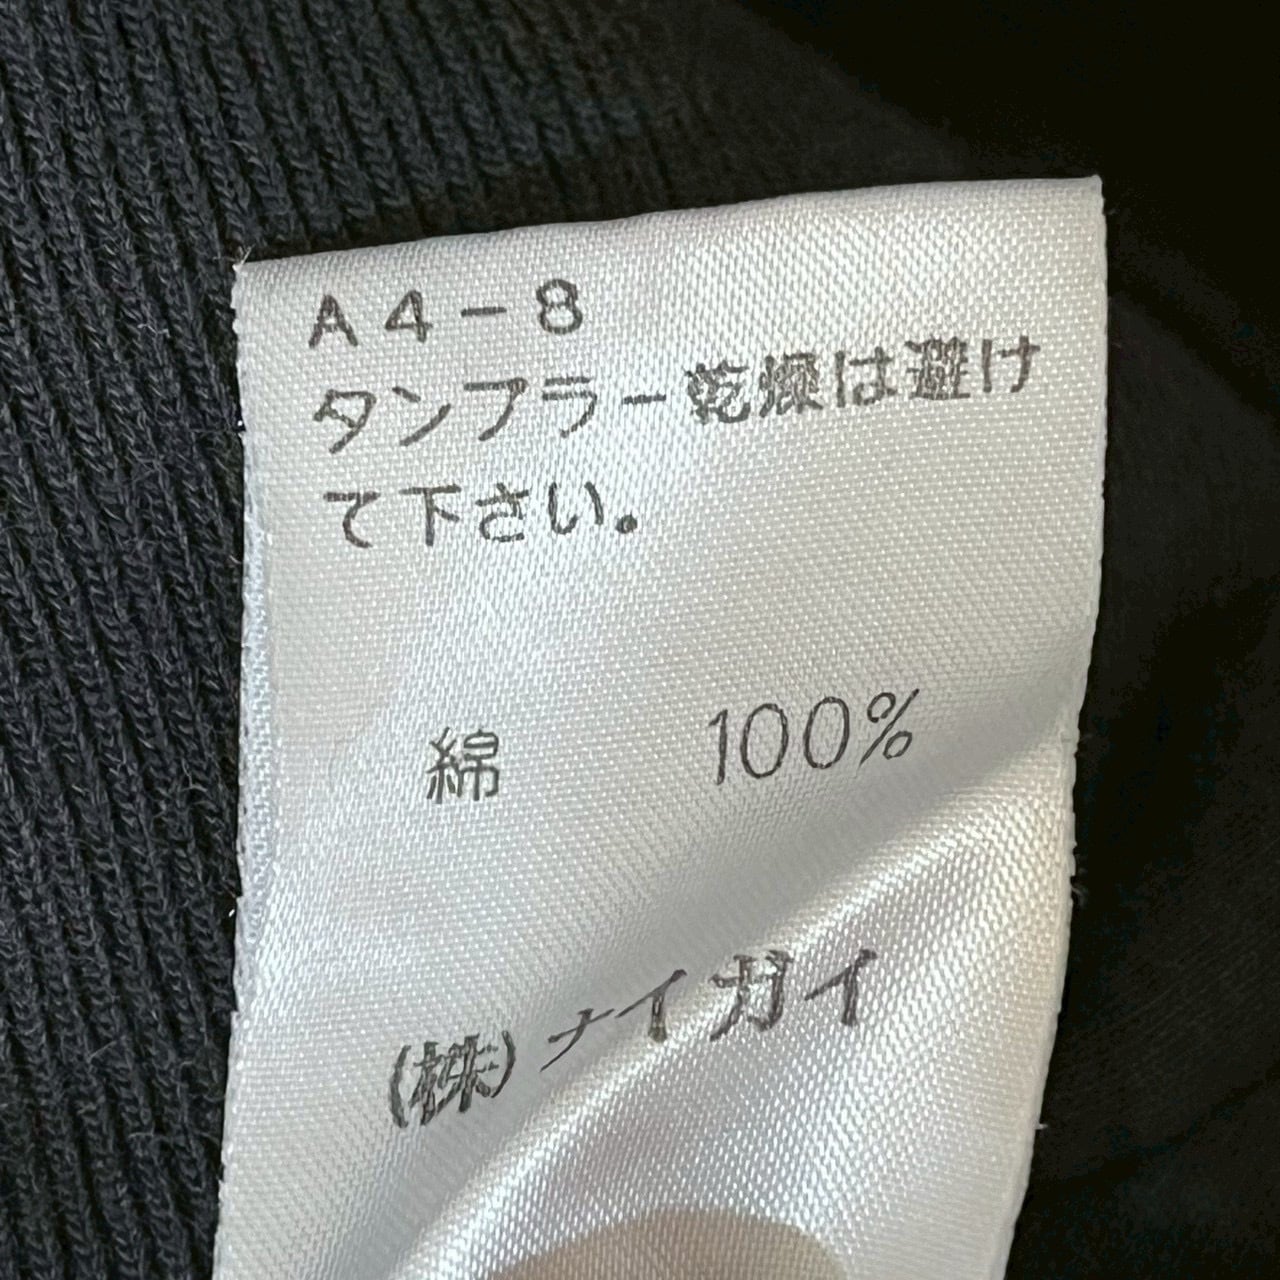 A4-8
タンブラー乾燥は避け
て下さい。
綿 100%
(株)ナイガイ